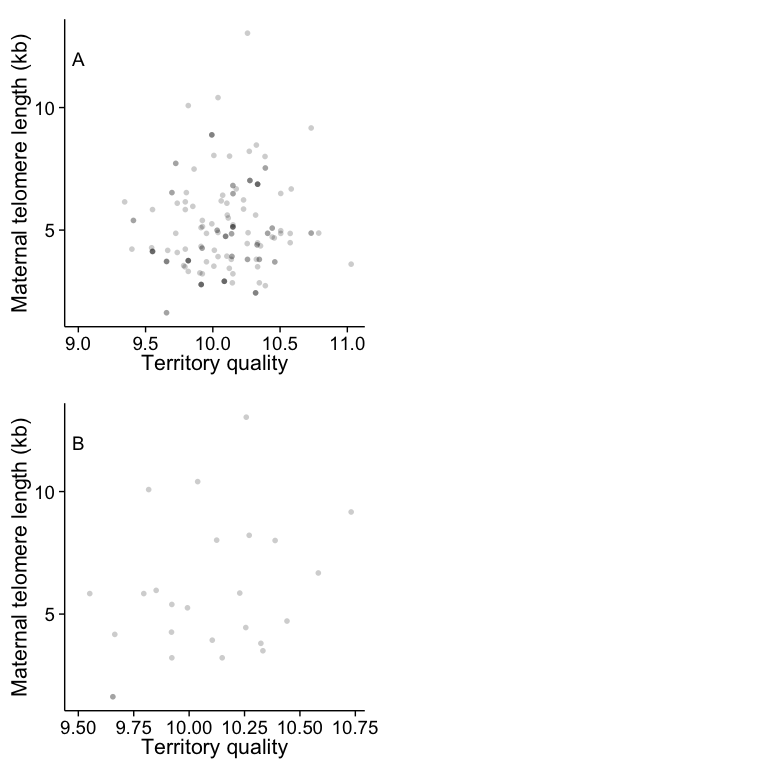 Maternal telomere length (kb)
A
10
5
9.0 9.5 10.0 10.5 11.0
Territory quality
Maternal telomere length (kb)
B
10
5
9.50 9.75 10.00 10.25 10.50 10.75
Territory quality